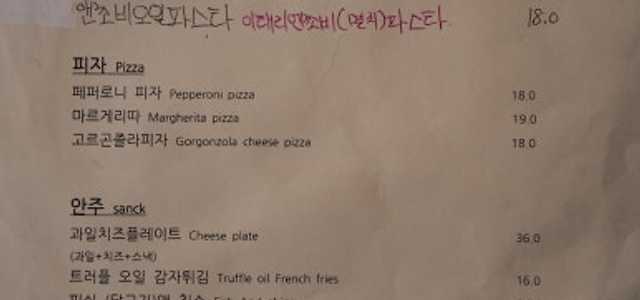 앤쵸비오일파스타 이태리앤쵸비(멸치)파스타 18.0
피자 Pizza
페퍼로니 피자 Pepperoni pizza 18.0
마르게리따 Margherita pizza 19.0
고르곤졸라피자 Gorgonzola cheese pizza 18.0
안주 sanck
과일치즈플레이트 Cheese plate 36.0
(과일+치즈+스낵)
트러플 오일 감자튀김 Truffle oil French fries 16.0